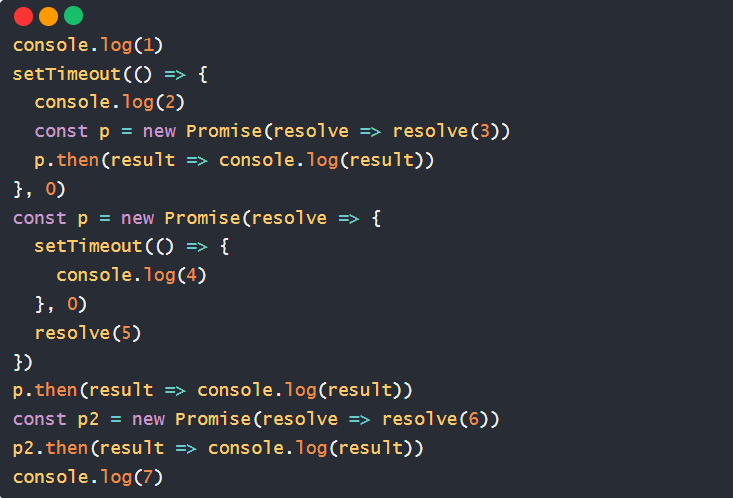 console.log(1)
setTimeout(() => {
  console.log(2)
  const p = new Promise(resolve => resolve(3))
  p.then(result => console.log(result))
}, 0)
const p = new Promise(resolve => {
  setTimeout(() => {
    console.log(4)
  }, 0)
  resolve(5)
})
p.then(result => console.log(result))
const p2 = new Promise(resolve => resolve(6))
p2.then(result => console.log(result))
console.log(7)